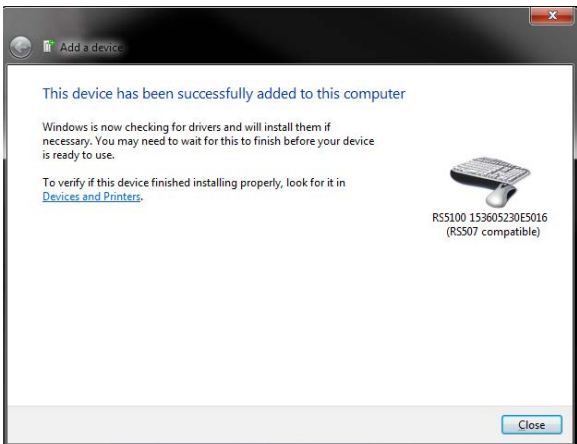 Add a device
This device has been successfully added to this computer
Windows is now checking for drivers and will install them if
necessary. You may need to wait for this to finish before your device
is ready to use.
To verify if this device finished installing properly, look for it in
Devices and Printers.
RS5100 153605230E5016
(RS507 compatible)
Close